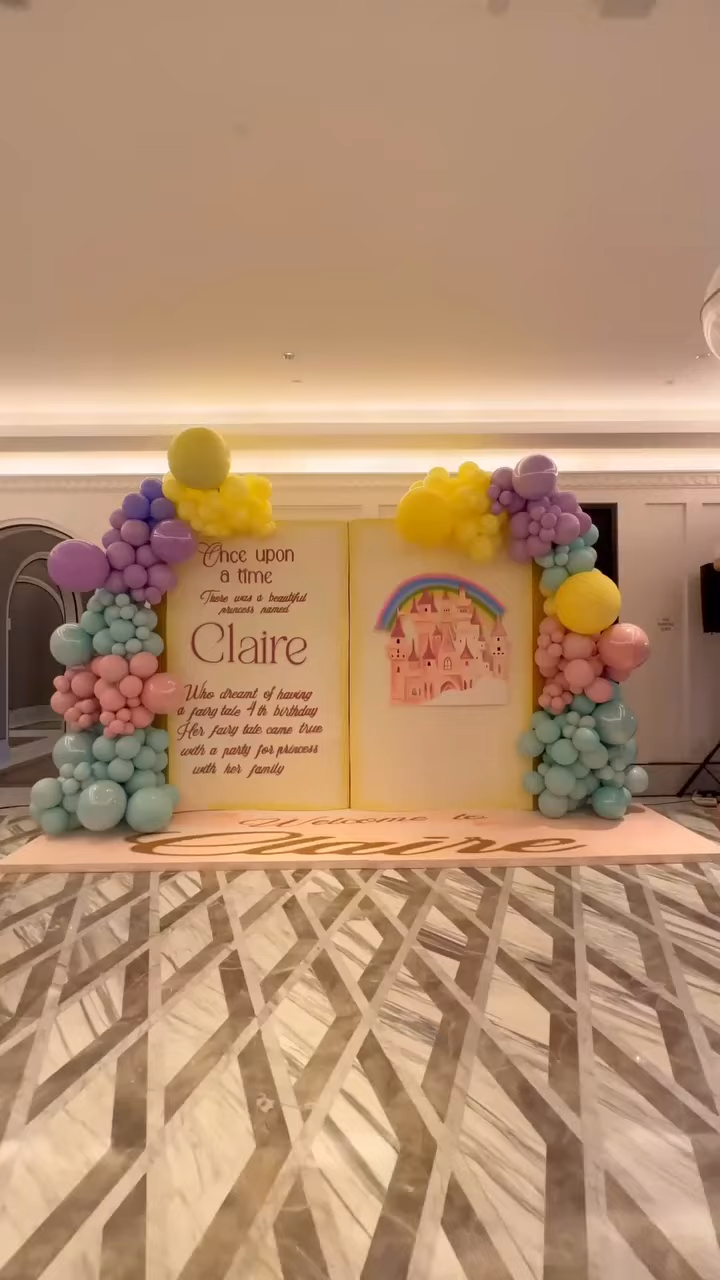 Once upon
a time
There was a beautiful
princess named
Claire
Who dreamt of having
a fairy tale 4th birthday
Her fairy tale came true
with a party for princess
with her family
Welcome to
Claire